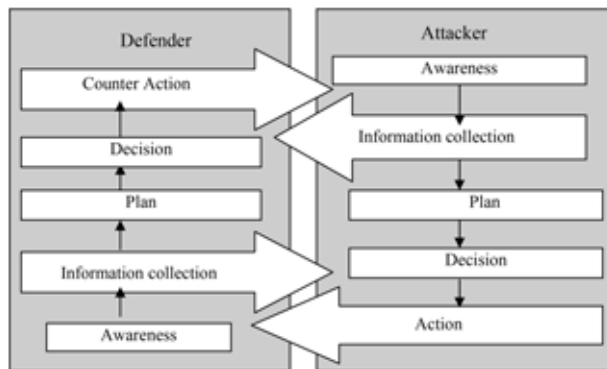 Defender
Counter Action
Decision
Plan
Information collection
Awareness
Attacker
Awareness
Information collection
Plan
Decision
Action